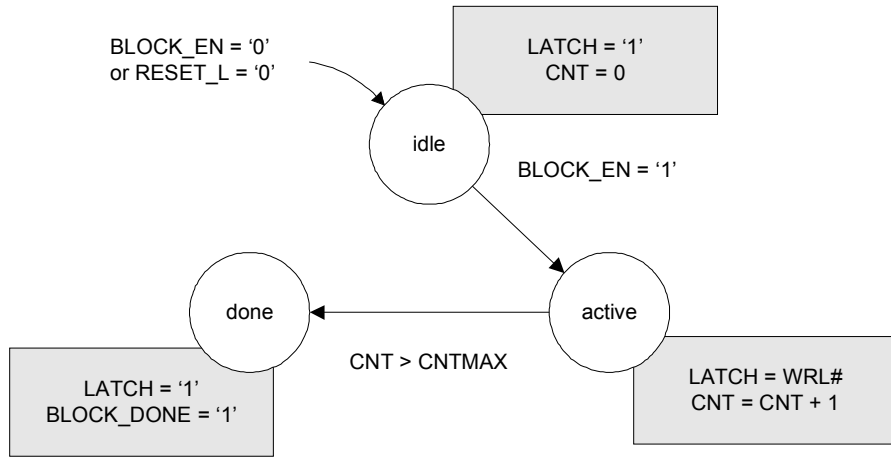 BLOCK_EN = ‘0’
or RESET_L = ‘0’
LATCH = ‘1’
CNT = 0
idle
BLOCK_EN = ‘1’
done
active
CNT > CNTMAX
LATCH = ‘1’
BLOCK_DONE = ‘1’
LATCH = WRL#
CNT = CNT + 1